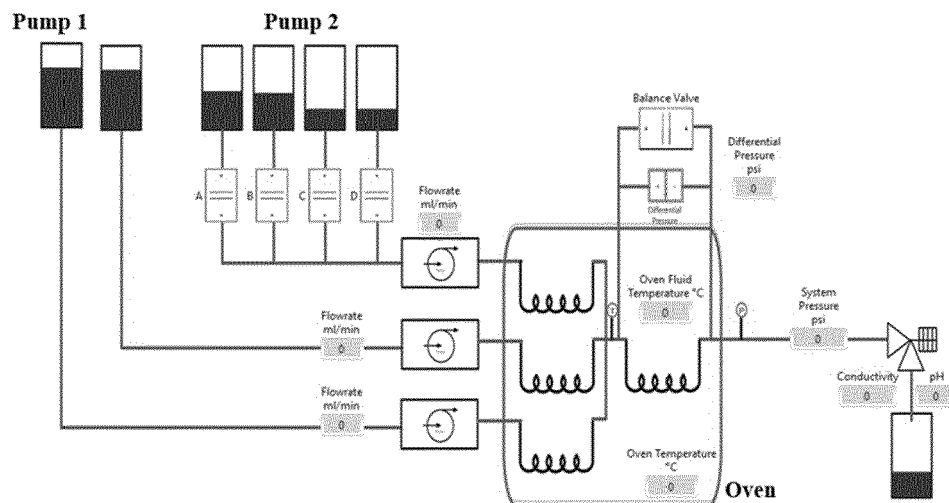 Pump 1
Pump 2
Balance Valve
Differential
Pressure
psi
0
A
B
C
D
Flowrate
ml/min
0
Differential
Pressure
Oven Fluid
Temperature °C
0
T
P
System
Pressure
psi
0
Flowrate
ml/min
0
Conductivity
0
pH
0
Flowrate
ml/min
0
Oven Temperature
°C
0
Oven